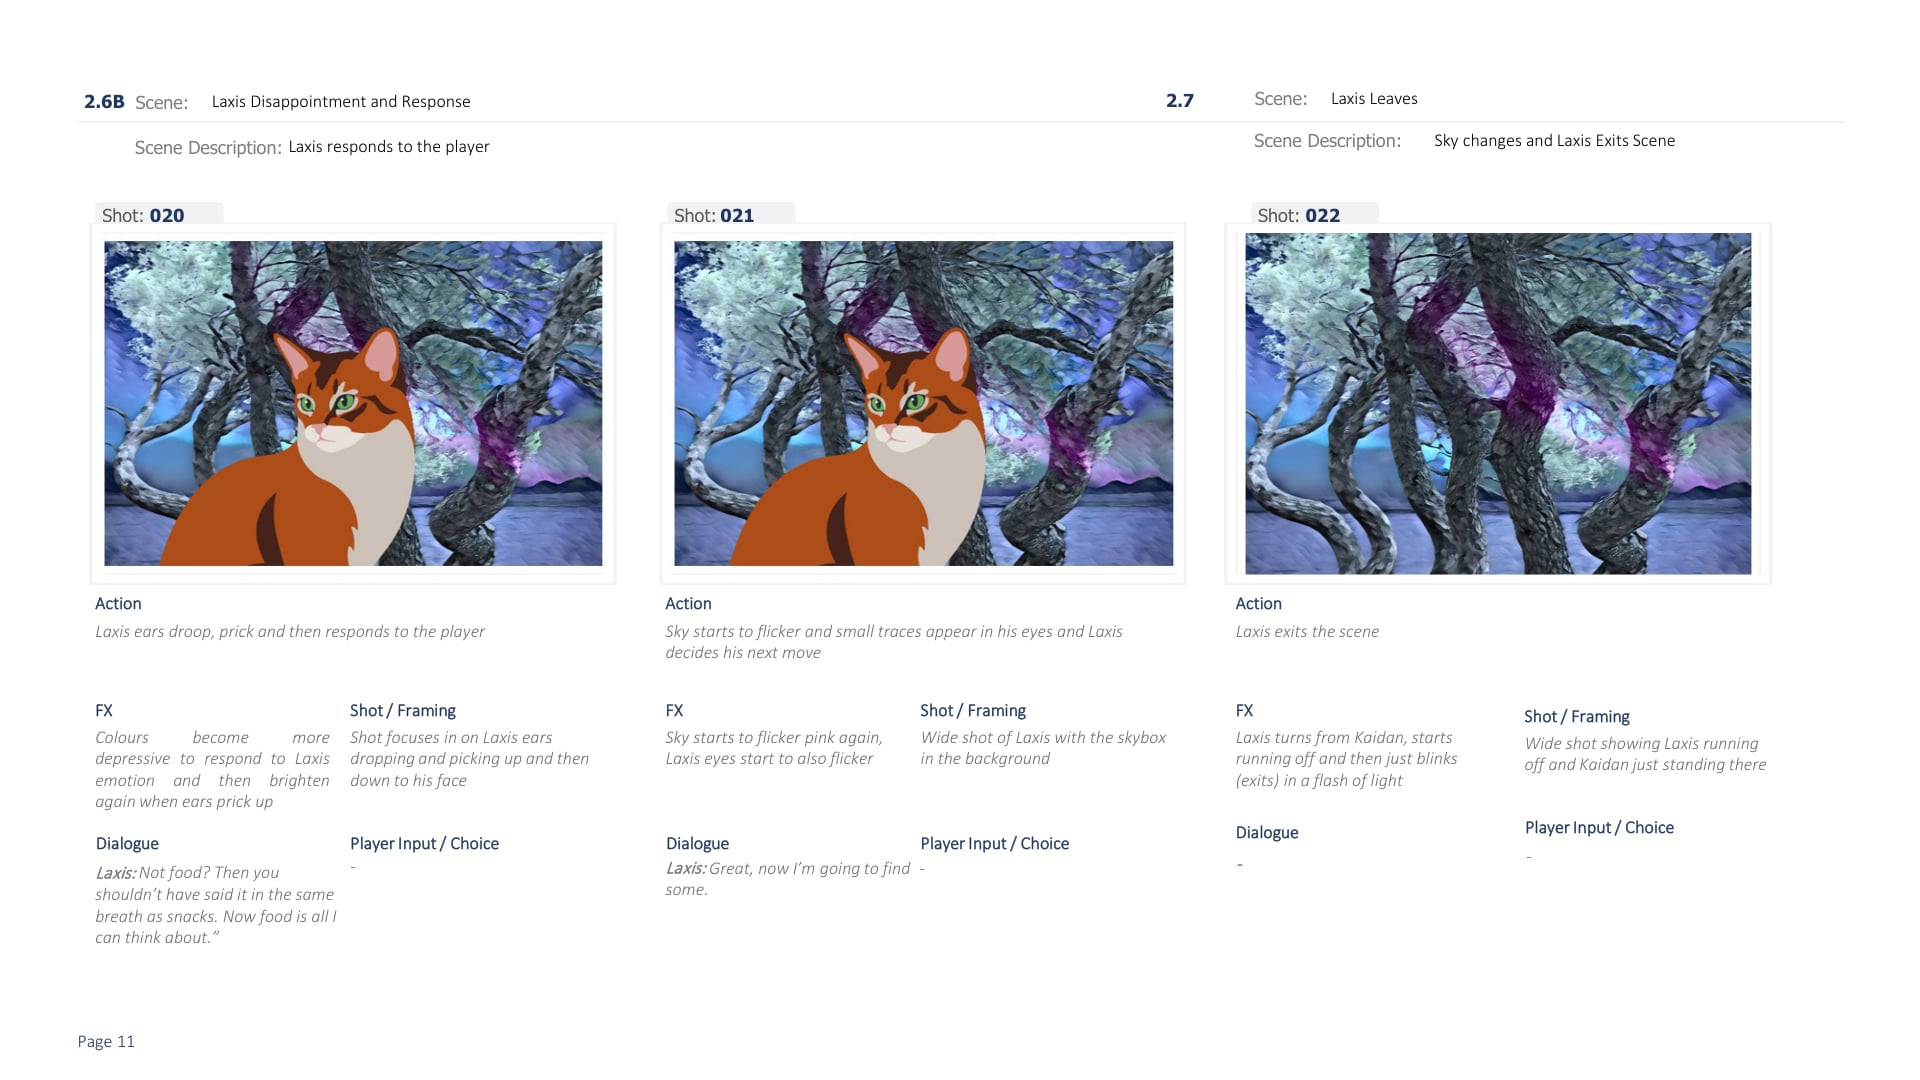 2.6B Scene: Laxis Disappointment and Response
Scene Description: Laxis responds to the player
2.7 Scene: Laxis Leaves
Scene Description: Sky changes and Laxis Exits Scene
Shot: 020
Action
Laxis ears droop, prick and then responds to the player
FX
Colours become more
depressive to respond to Laxis
emotion and then brighten
again when ears prick up
Shot / Framing
Shot focuses in on Laxis ears
dropping and picking up and then
down to his face
Dialogue
Laxis: Not food? Then you
shouldn’t have said it in the same
breath as snacks. Now food is all I
can think about.”
Player Input / Choice
-
Shot: 021
Action
Sky starts to flicker and small traces appear in his eyes and Laxis
decides his next move
FX
Sky starts to flicker pink again,
Laxis eyes start to also flicker
Shot / Framing
Wide shot of Laxis with the skybox
in the background
Dialogue
Laxis: Great, now I’m going to find
some.
Player Input / Choice
-
Shot: 022
Action
Laxis exits the scene
FX
Laxis turns from Kaidan, starts
running off and then just blinks
(exits) in a flash of light
Shot / Framing
Wide shot showing Laxis running
off and Kaidan just standing there
Dialogue
-
Player Input / Choice
-
Page 11